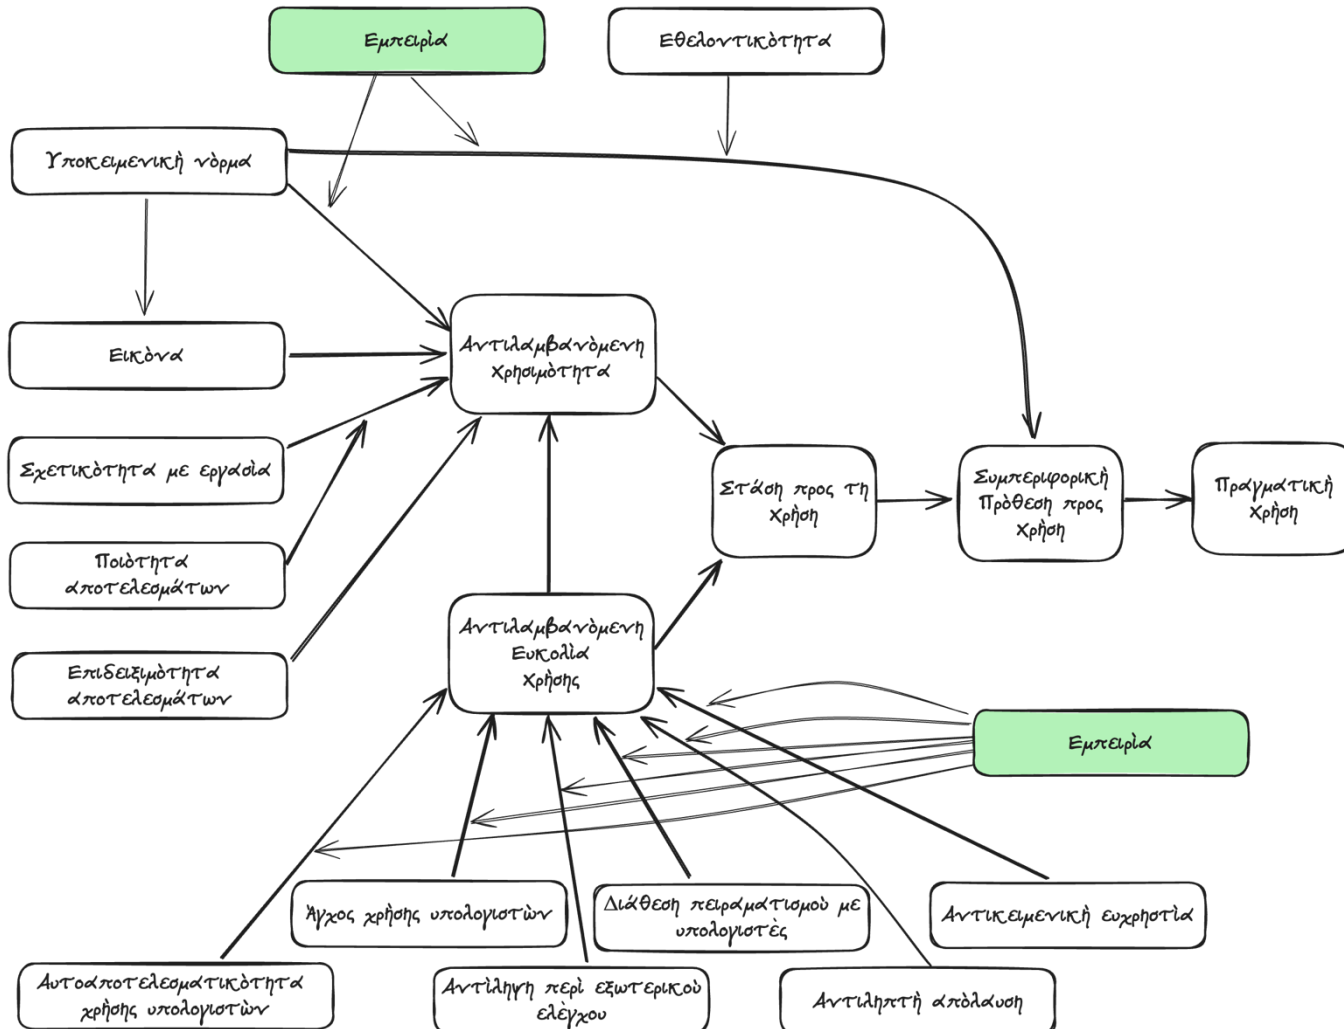 Εμπειρία
Εθελοντικότητα
Υποκειμενική νόρμα
Εικόνα
Αντιλαμβανόμενη
Χρησιμότητα
Σχετικότητα με εργασία
Στάση προς τη
Χρήση
Συμπεριφορική
Πρόθεση προς
Χρήση
Πραγματική
Χρήση
Ποιότητα
αποτελεσμάτων
Αντιλαμβανόμενη
Ευκολία
Χρήσης
Επιδειξιμότητα
αποτελεσμάτων
Εμπειρία
Άγχος χρήσης υπολογιστών
Διάθεση πειραματισμού με
υπολογιστές
Αντικειμενική ευχρηστία
Αυτοαποτελεσματικότητα
χρήσης υπολογιστών
Αντίληψη περί εξωτερικού
ελέγχου
Αντιληπτή απόλαυση